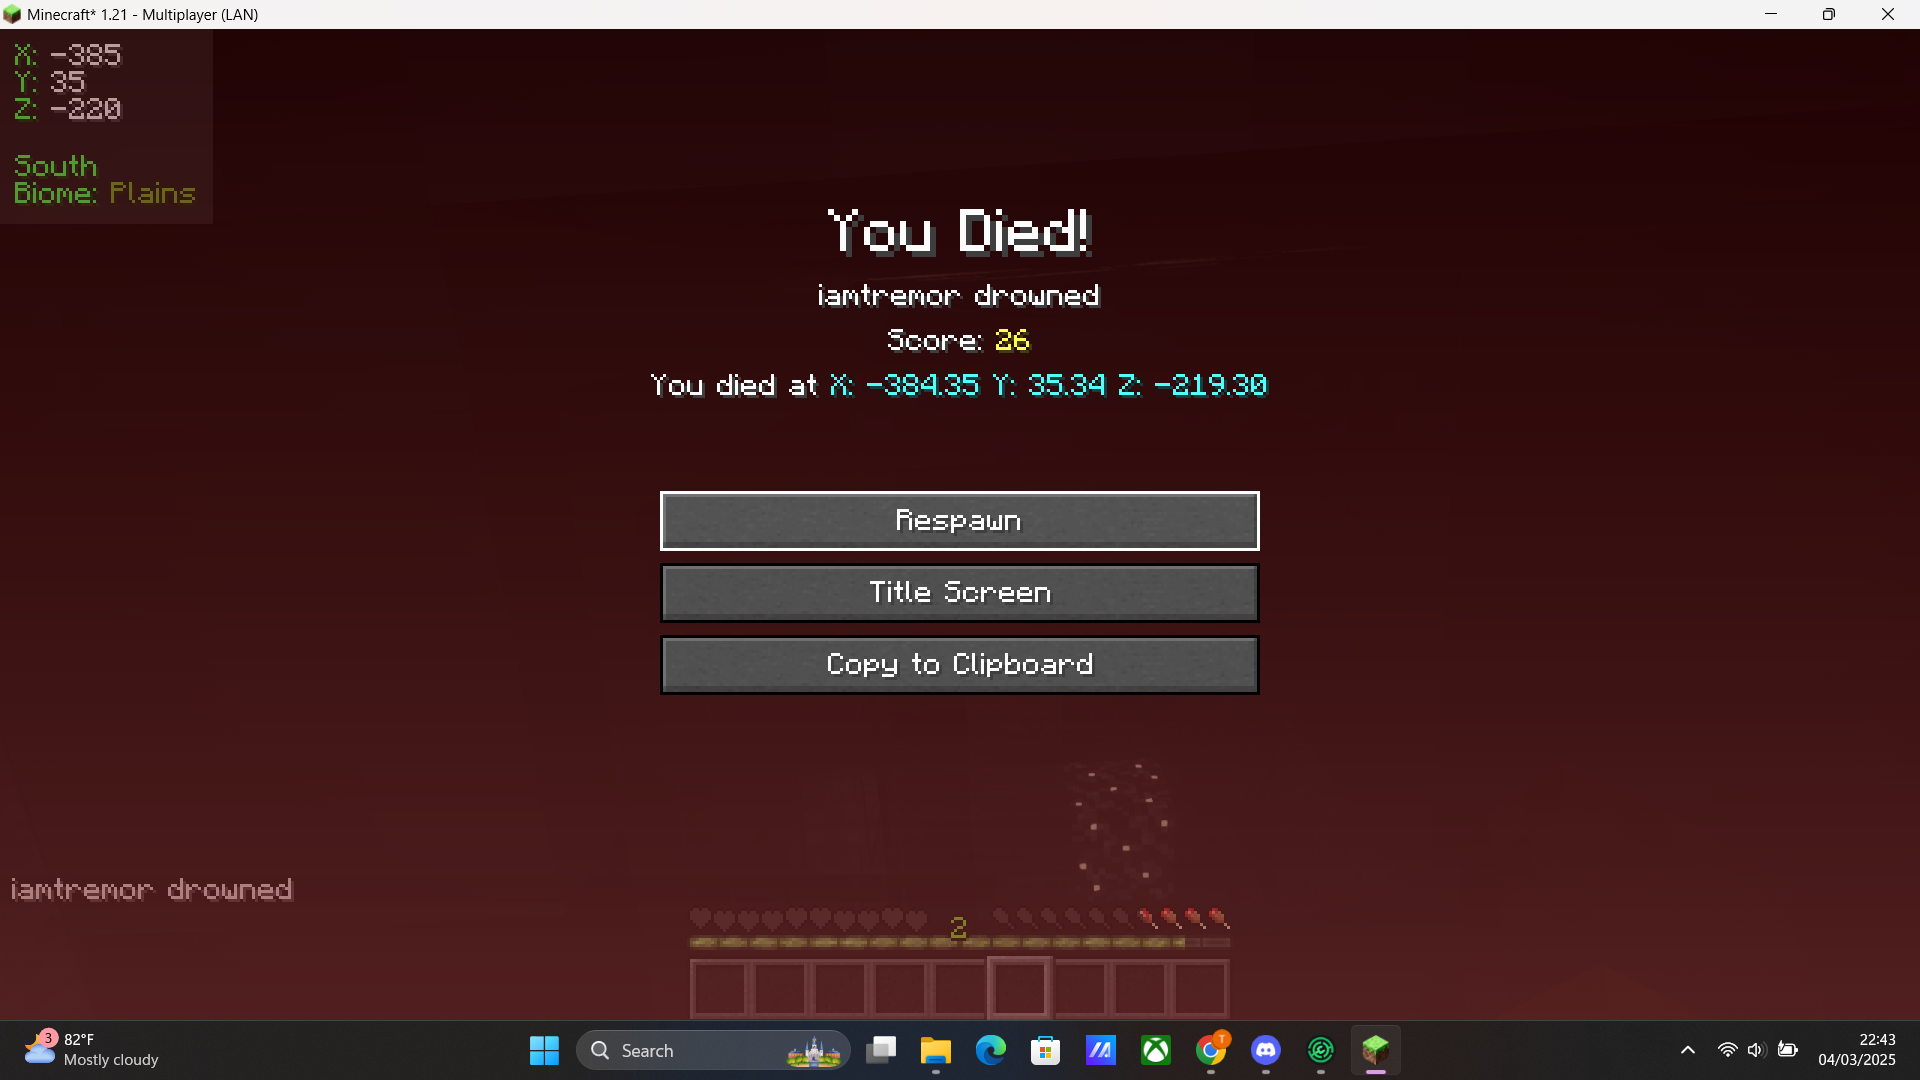 Minecraft* 1.21 - Multiplayer (LAN)
X: -385
Y: 35
Z: -220
South
Biome: Plains
You Died!
iamtremor drowned
Score: 26
You died at X: -384.35 Y: 35.34 Z: -219.30
Respawn
Title Screen
Copy to Clipboard
iamtremor drowned
2
3
82°F
Mostly cloudy
Search
T
22:43
04/03/2025